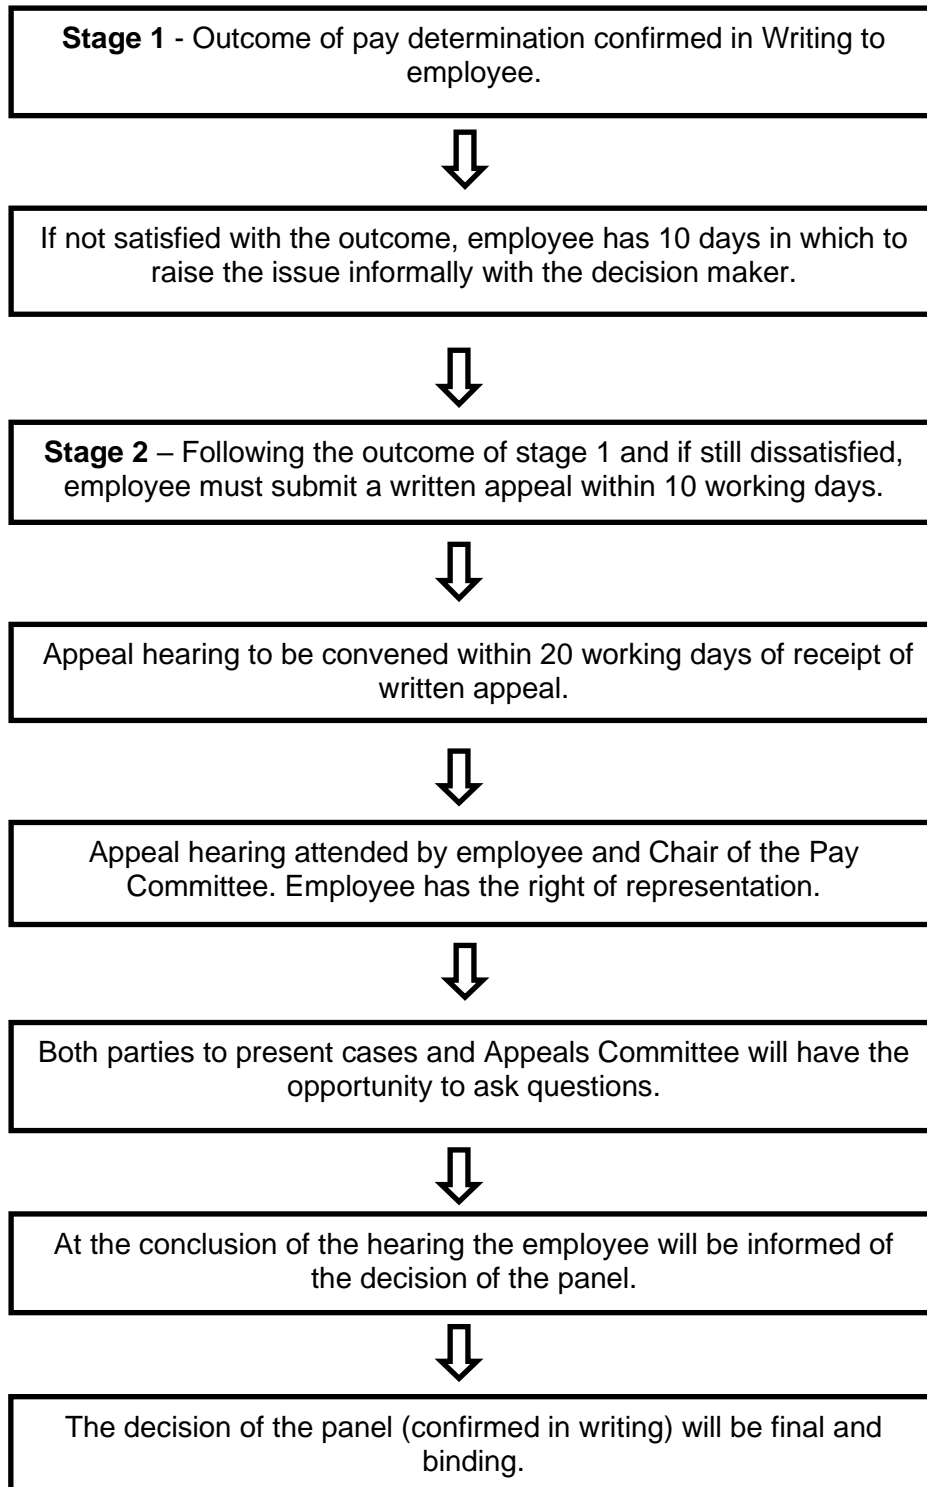 Stage 1 - Outcome of pay determination confirmed in Writing to
employee.
If not satisfied with the outcome, employee has 10 days in which to
raise the issue informally with the decision maker.
Stage 2 – Following the outcome of stage 1 and if still dissatisfied,
employee must submit a written appeal within 10 working days.
Appeal hearing to be convened within 20 working days of receipt of
written appeal.
Appeal hearing attended by employee and Chair of the Pay
Committee. Employee has the right of representation.
Both parties to present cases and Appeals Committee will have the
opportunity to ask questions.
At the conclusion of the hearing the employee will be informed of
the decision of the panel.
The decision of the panel (confirmed in writing) will be final and
binding.